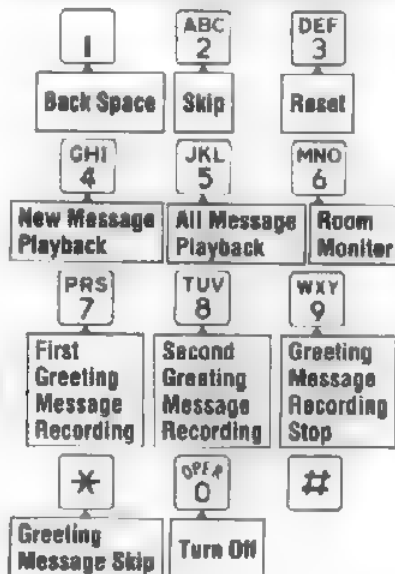 1
ABC
2
DEF
3
Back Space
Skip
Reset
GHI
4
JKL
5
MNO
6
New Message
Playback
All Message
Playback
Room
Monitor
PRS
7
TUV
8
WXY
9
First
Greeting
Message
Recording
Second
Greeting
Message
Recording
Greeting
Message
Recording
Stop
*
OPER
0
#
Greeting
Message Skip
Turn Off